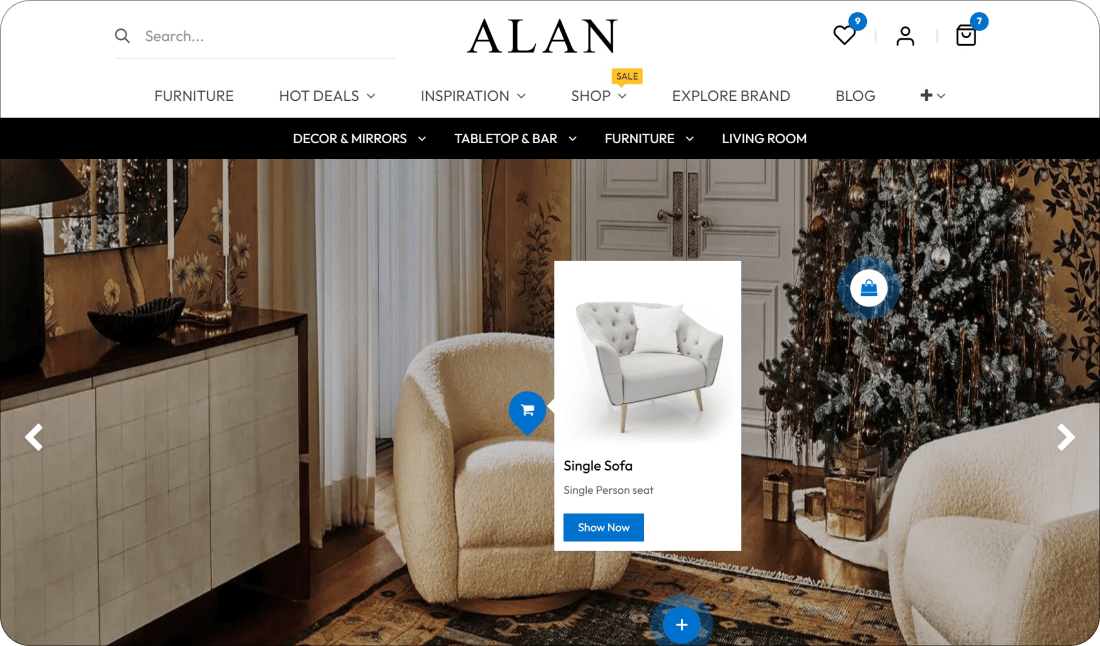 Search...
ALAN
9
7
SALE
FURNITURE HOT DEALS INSPIRATION SHOP EXPLORE BRAND BLOG
DECOR & MIRRORS TABLETOP & BAR FURNITURE LIVING ROOM
Single Sofa
Single Person seat
Show Now